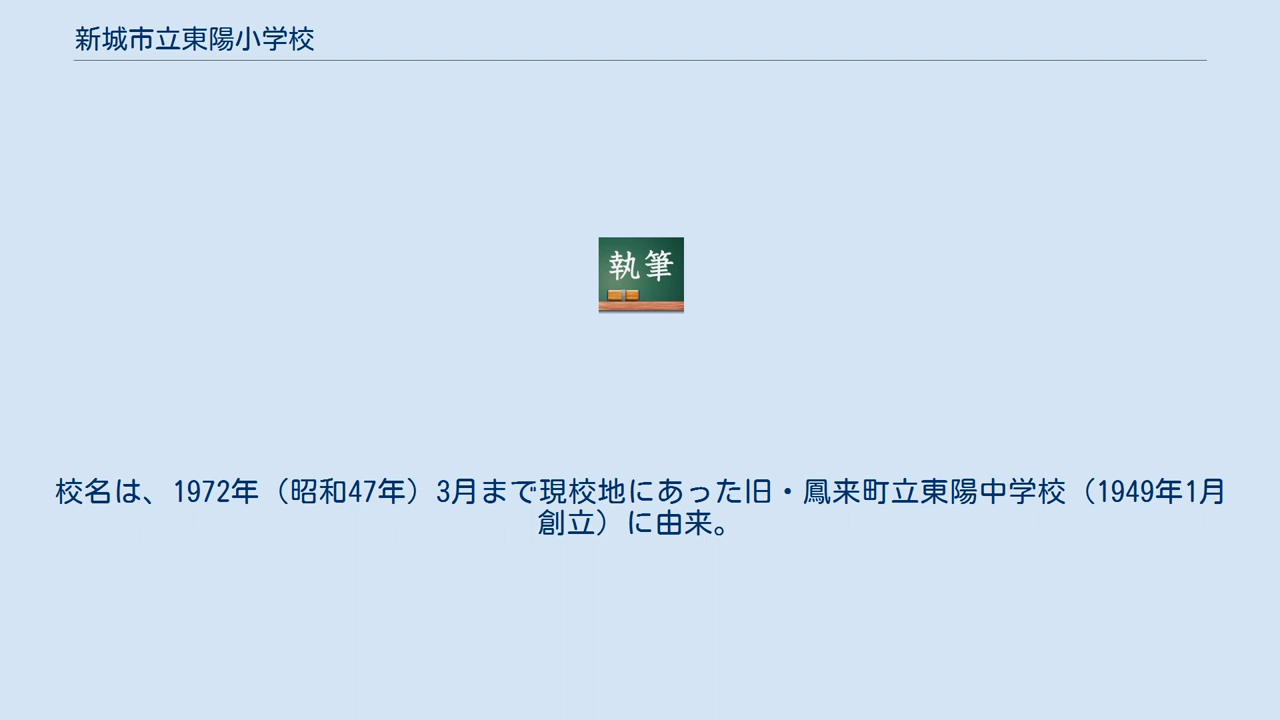 新城市立東陽小学校
執筆
校名は、1972年（昭和47年）3月まで現校地にあった旧・鳳来町立東陽中学校（1949年1月
創立）に由来。